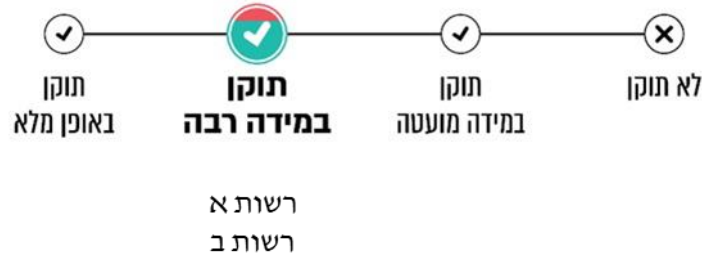 לא תוקן
תוקן
במידה מועטה
תוקן
במידה רבה
תוקן
באופן מלא
רשות א
רשות ב